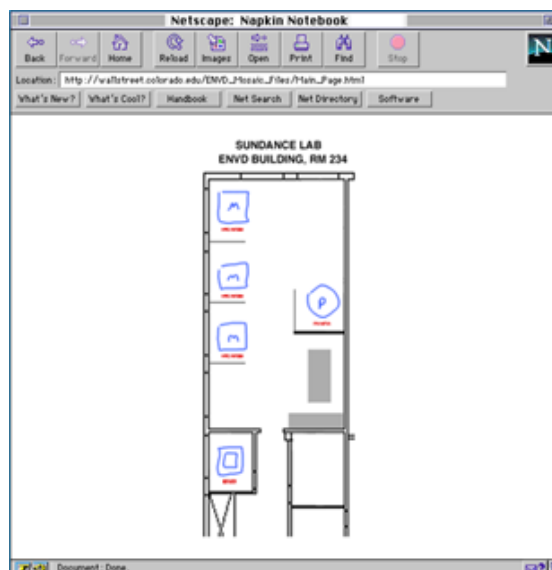 Netscape: Napkin Notebook
Back Forward Home Reload Images Open Print Find Stop
N
Location: http://wallstreet.colorado.edu/ENVD_Mosaic_Files/Main_Page.html
What's New? What's Cool? Handbook Net Search Net Directory Software
SUNDANCE LAB
ENVD BUILDING, RM 234
m
m
P
m
Document: Done.